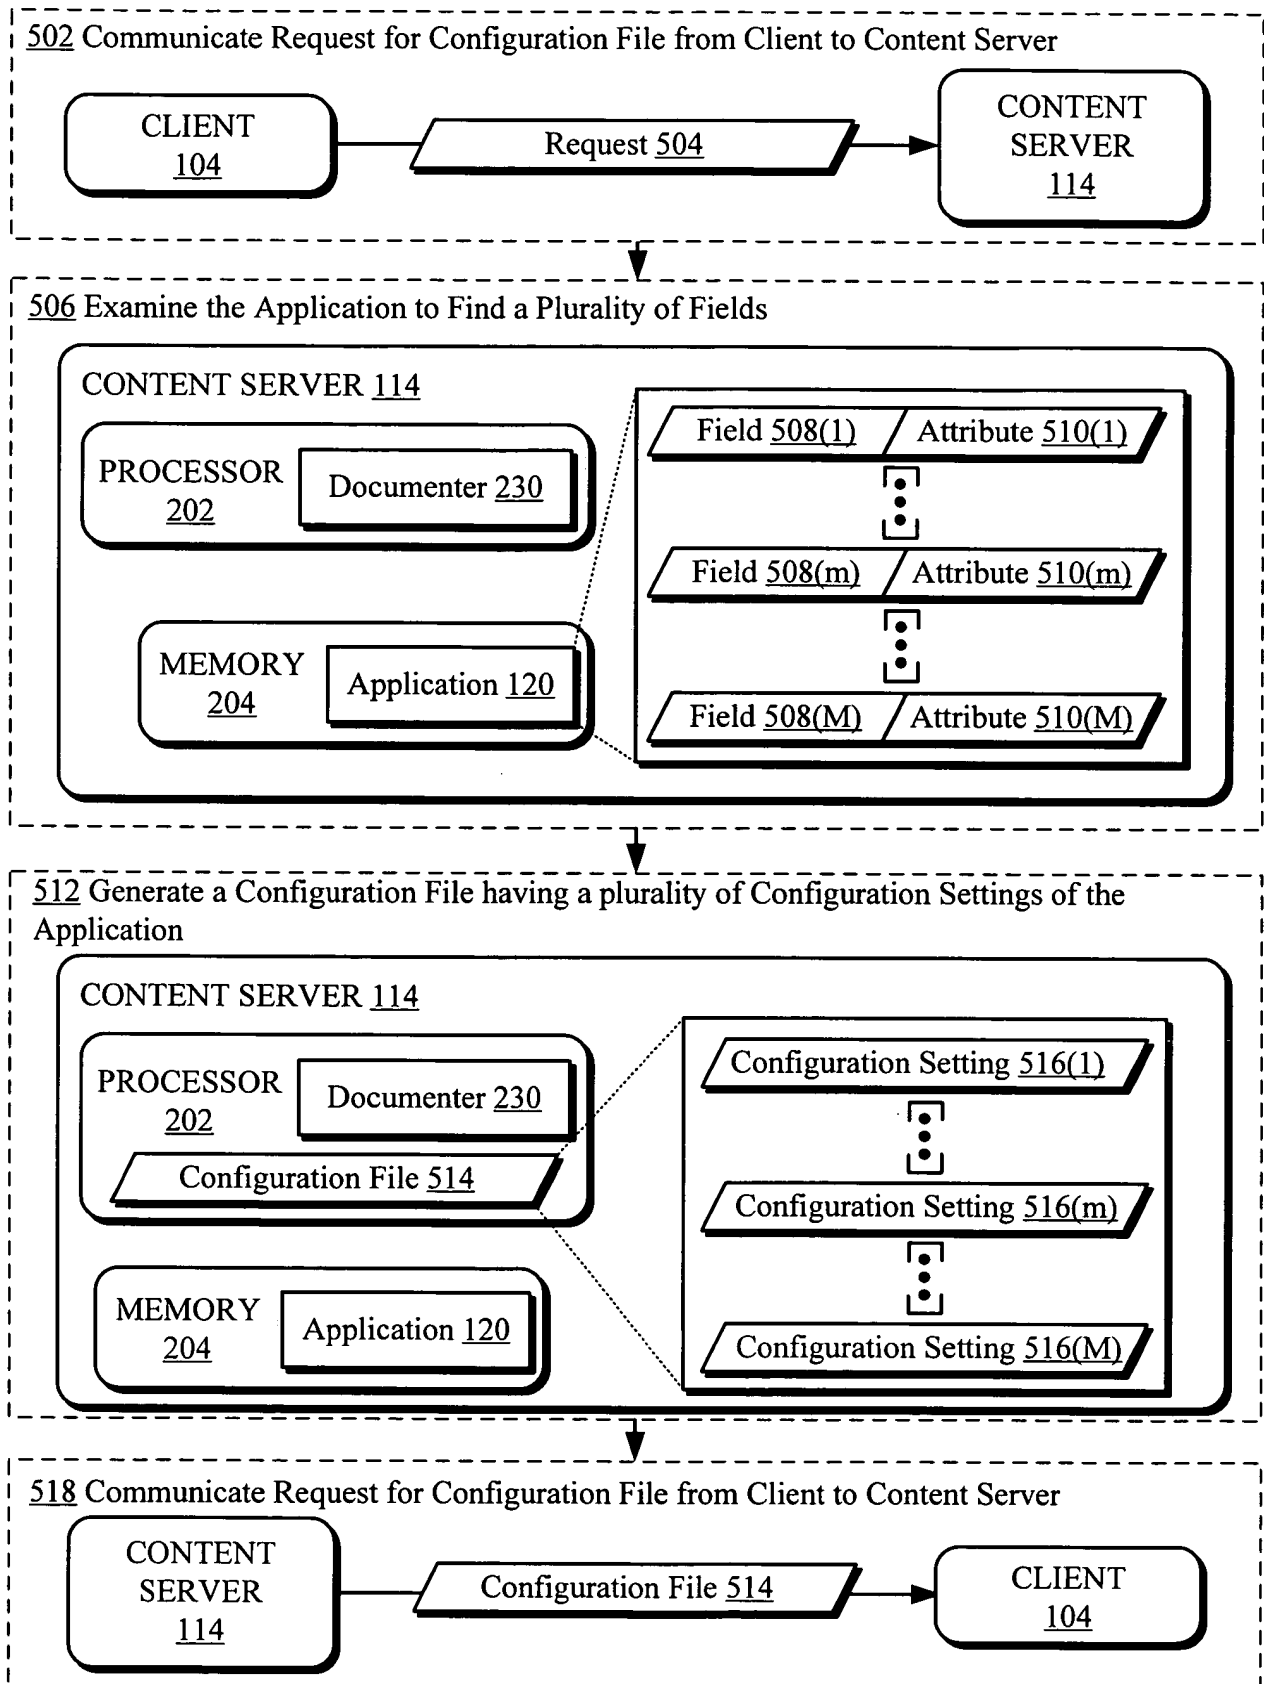 502 Communicate Request for Configuration File from Client to Content Server
CLIENT
104
Request 504
CONTENT
SERVER
114
506 Examine the Application to Find a Plurality of Fields
CONTENT SERVER 114
PROCESSOR
202
Documenter 230
MEMORY
204
Application 120
Field 508(1)
Attribute 510(1)
Field 508(m)
Attribute 510(m)
Field 508(M)
Attribute 510(M)
512 Generate a Configuration File having a plurality of Configuration Settings of the
Application
CONTENT SERVER 114
PROCESSOR
202
Documenter 230
Configuration File 514
MEMORY
204
Application 120
Configuration Setting 516(1)
Configuration Setting 516(m)
Configuration Setting 516(M)
518 Communicate Request for Configuration File from Client to Content Server
CONTENT
SERVER
114
Configuration File 514
CLIENT
104